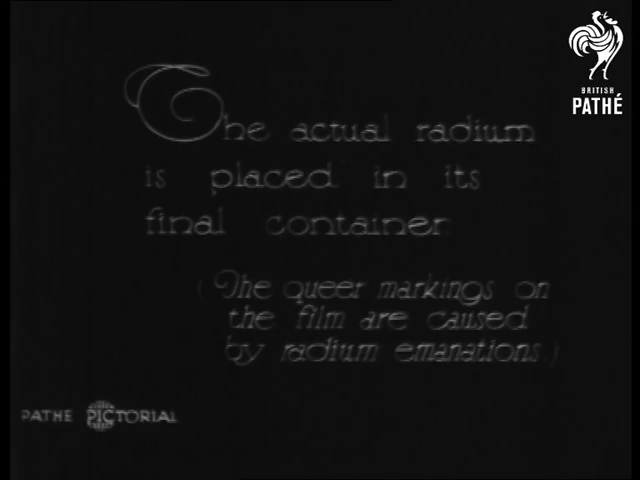 BRITISH
PATHÉ
The actual radium
is placed in its
final container
(The queer markings on
the film are caused
by radium emanations.)
PATHE PICTORIAL